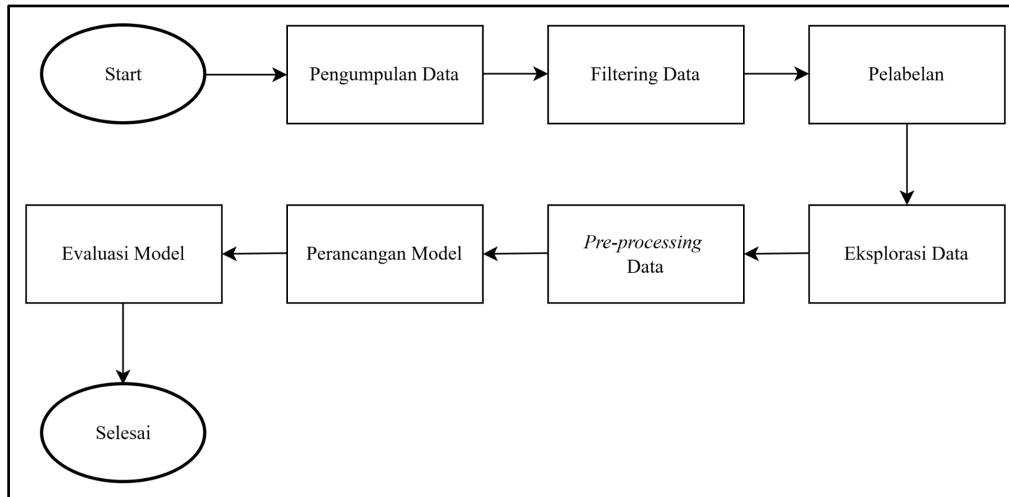 Start
Pengumpulan Data
Filtering Data
Pelabelan
Eksplorasi Data
Pre-processing
Data
Perancangan Model
Evaluasi Model
Selesai